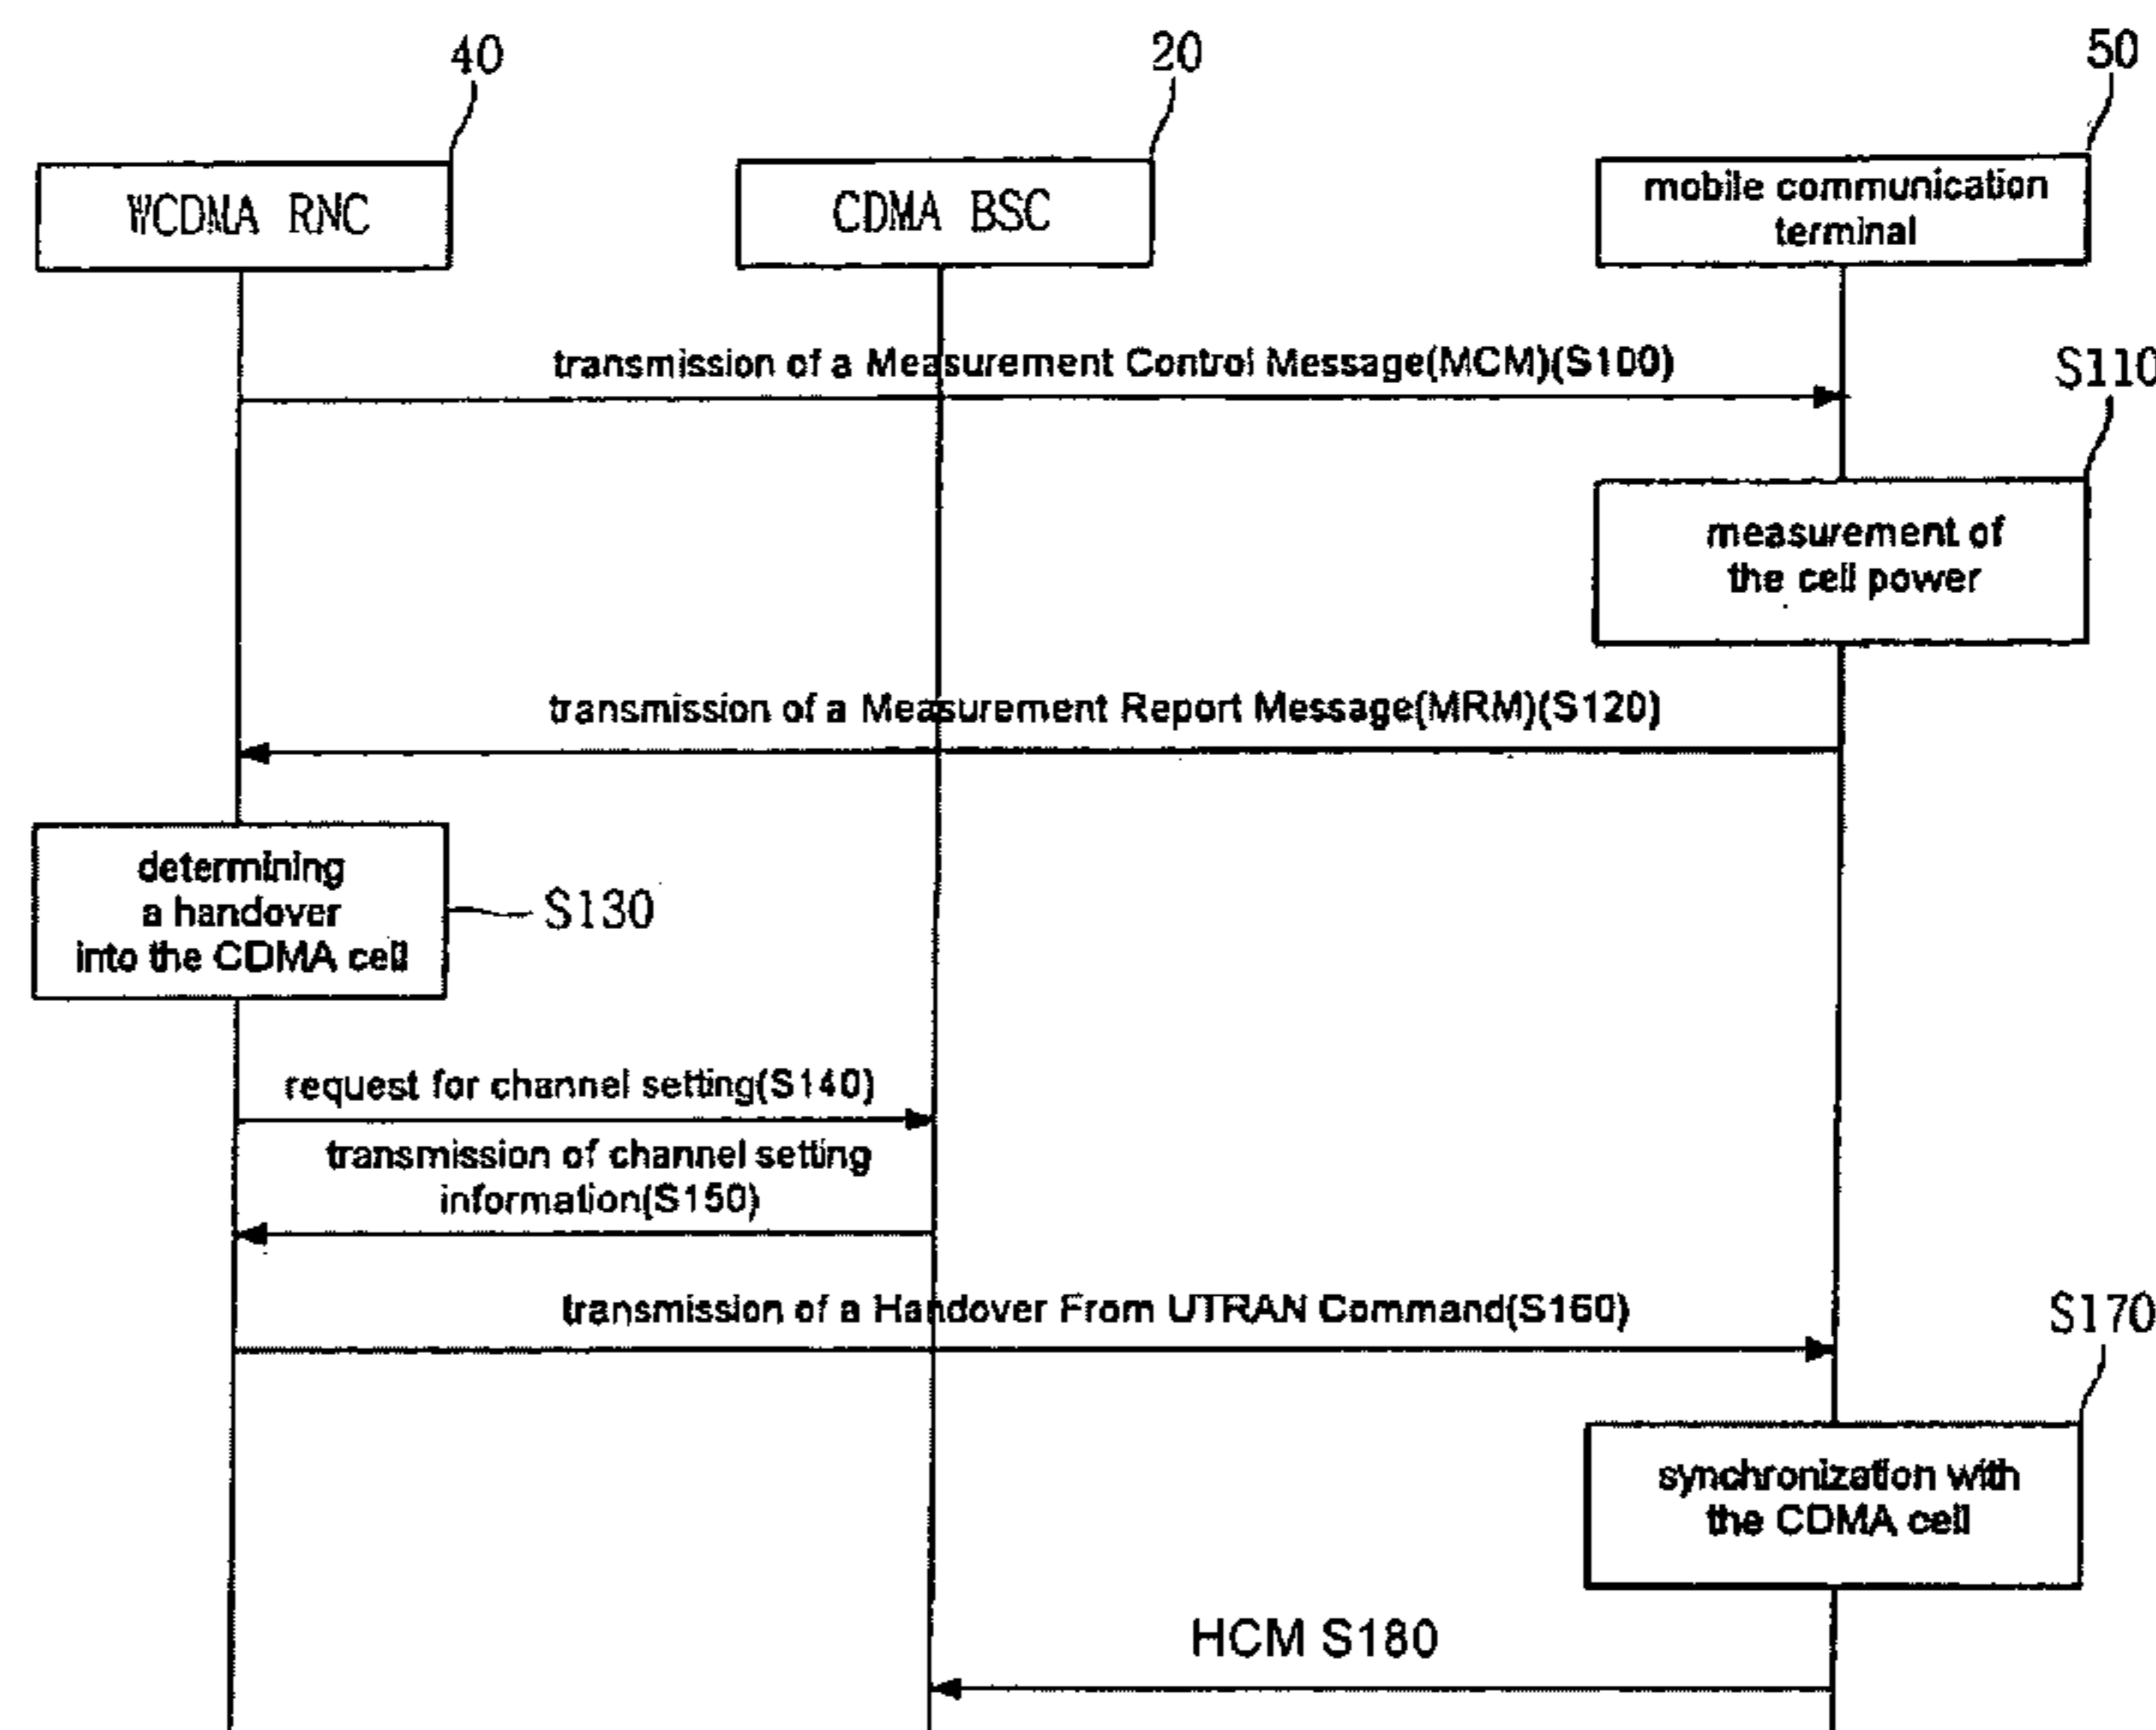 40
20
50
WCDMA RNC
CDMA BSC
mobile communication
terminal
transmission of a Measurement Control Message(MCM)(S100)
S110
measurement of
the cell power
transmission of a Measurement Report Message(MRM)(S120)
determining
a handover
into the CDMA cell
S130
request for channel setting(S140)
transmission of channel setting
information(S150)
transmission of a Handover From UTRAN Command(S160)
S170
synchronization with
the CDMA cell
HCM S180